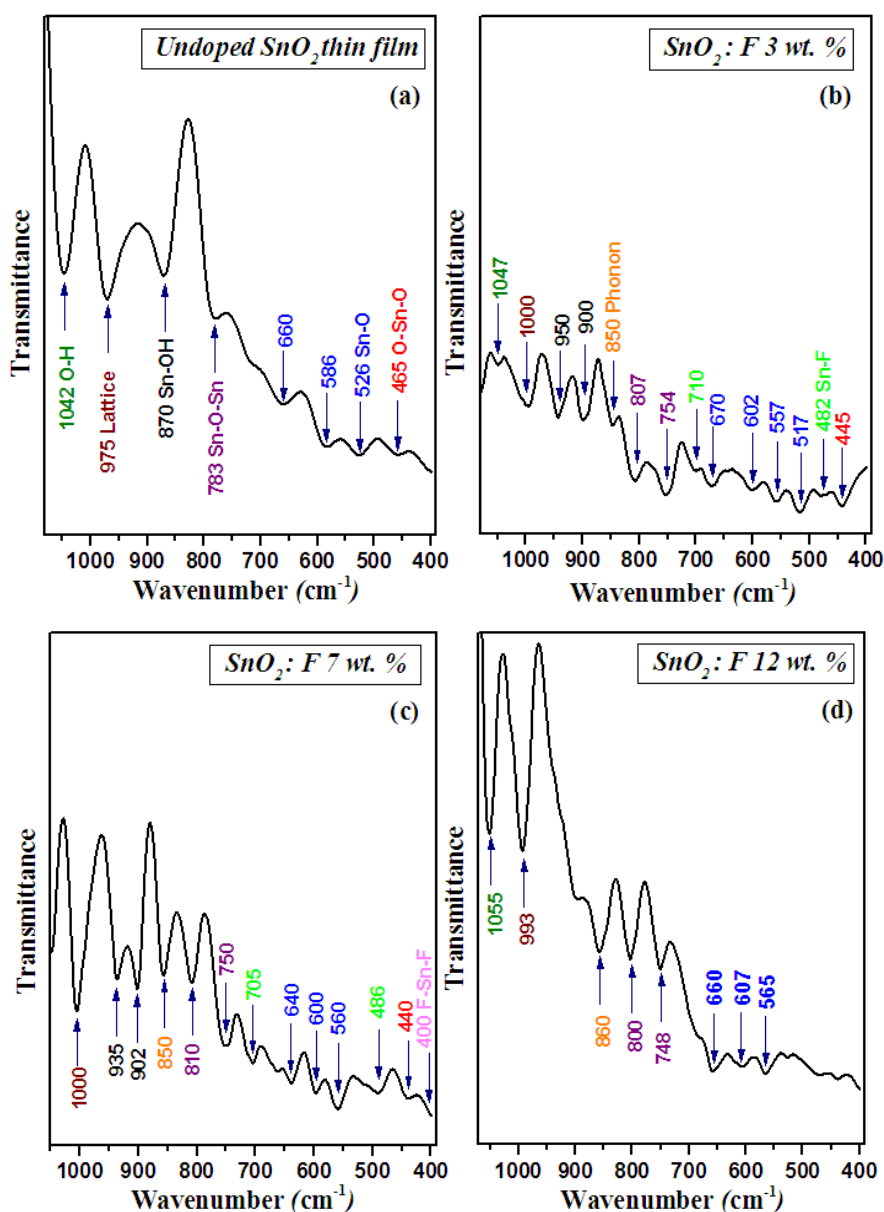 Undoped SnO2 thin film
(a)
Transmittance
1042 O-H
975 Lattice
870 Sn-OH
783 Sn-O-Sn
660
586
526 Sn-O
465 O-Sn-O
1000 900 800 700 600 500 400
Wavenumber (cm-1)
SnO2: F 3 wt. %
(b)
Transmittance
1047
1000
950
900
850 Phonon
807
754
710
670
602
557
517
482 Sn-F
445
1000 900 800 700 600 500 400
Wavenumber (cm-1)
SnO2: F 7 wt. %
(c)
Transmittance
1000
935
902
850
810
750
705
640
600
560
486
440
400 F-Sn-F
1000 900 800 700 600 500 400
Wavenumber (cm-1)
SnO2: F 12 wt. %
(d)
Transmittance
1055
993
860
800
748
660
607
565
1000 900 800 700 600 500 400
Wavenumber (cm-1)